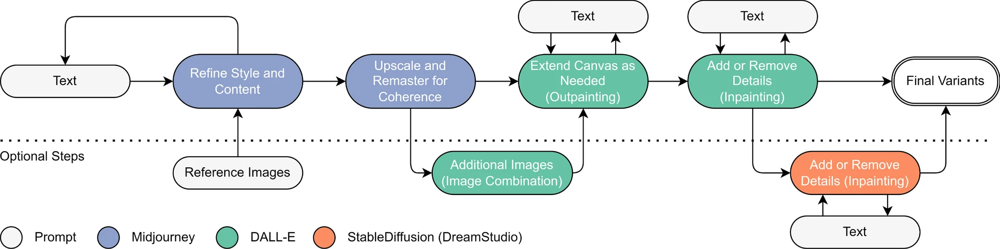 Text
Text
Text
Refine Style and
Content
Upscale and
Remaster for
Coherence
Extend Canvas as
Needed
(Outpainting)
Add or Remove
Details
(Inpainting)
Final Variants
Optional Steps
Reference Images
Additional Images
(Image Combination)
Add or Remove
Details (Inpainting)
Text
Prompt
Midjourney
DALL-E
StableDiffusion (DreamStudio)